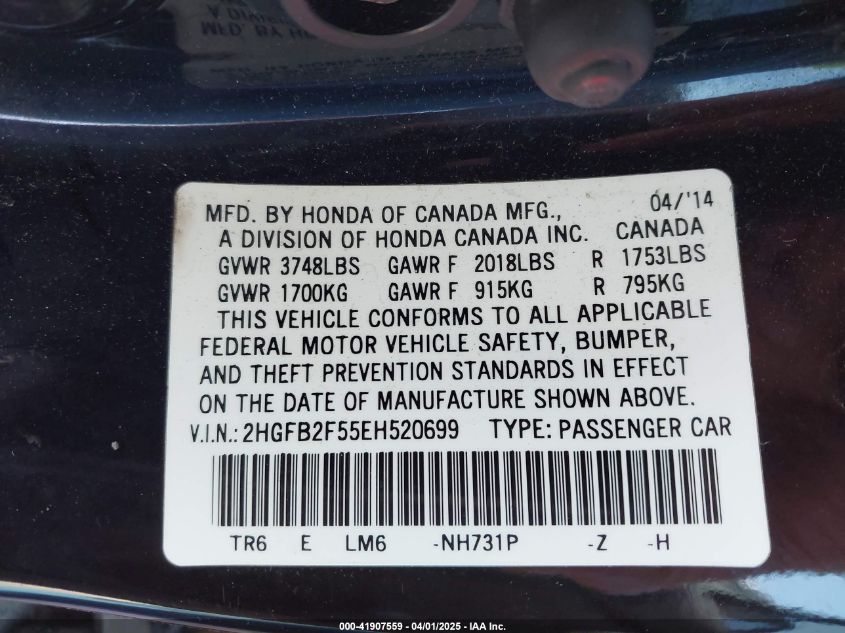 MFD. BY HONDA OF CANADA MFG., 04/'14
A DIVISION OF HONDA CANADA INC. CANADA
GVWR 3748LBS GAWR F 2018LBS R 1753LBS
GVWR 1700KG GAWR F 915KG R 795KG
THIS VEHICLE CONFORMS TO ALL APPLICABLE
FEDERAL MOTOR VEHICLE SAFETY, BUMPER,
AND THEFT PREVENTION STANDARDS IN EFFECT
ON THE DATE OF MANUFACTURE SHOWN ABOVE.
V.I.N.: 2HGFB2F55EH520699 TYPE: PASSENGER CAR
TR6 E LM6 -NH731P -Z -H
000-41907559 - 04/01/2025 - IAA Inc.